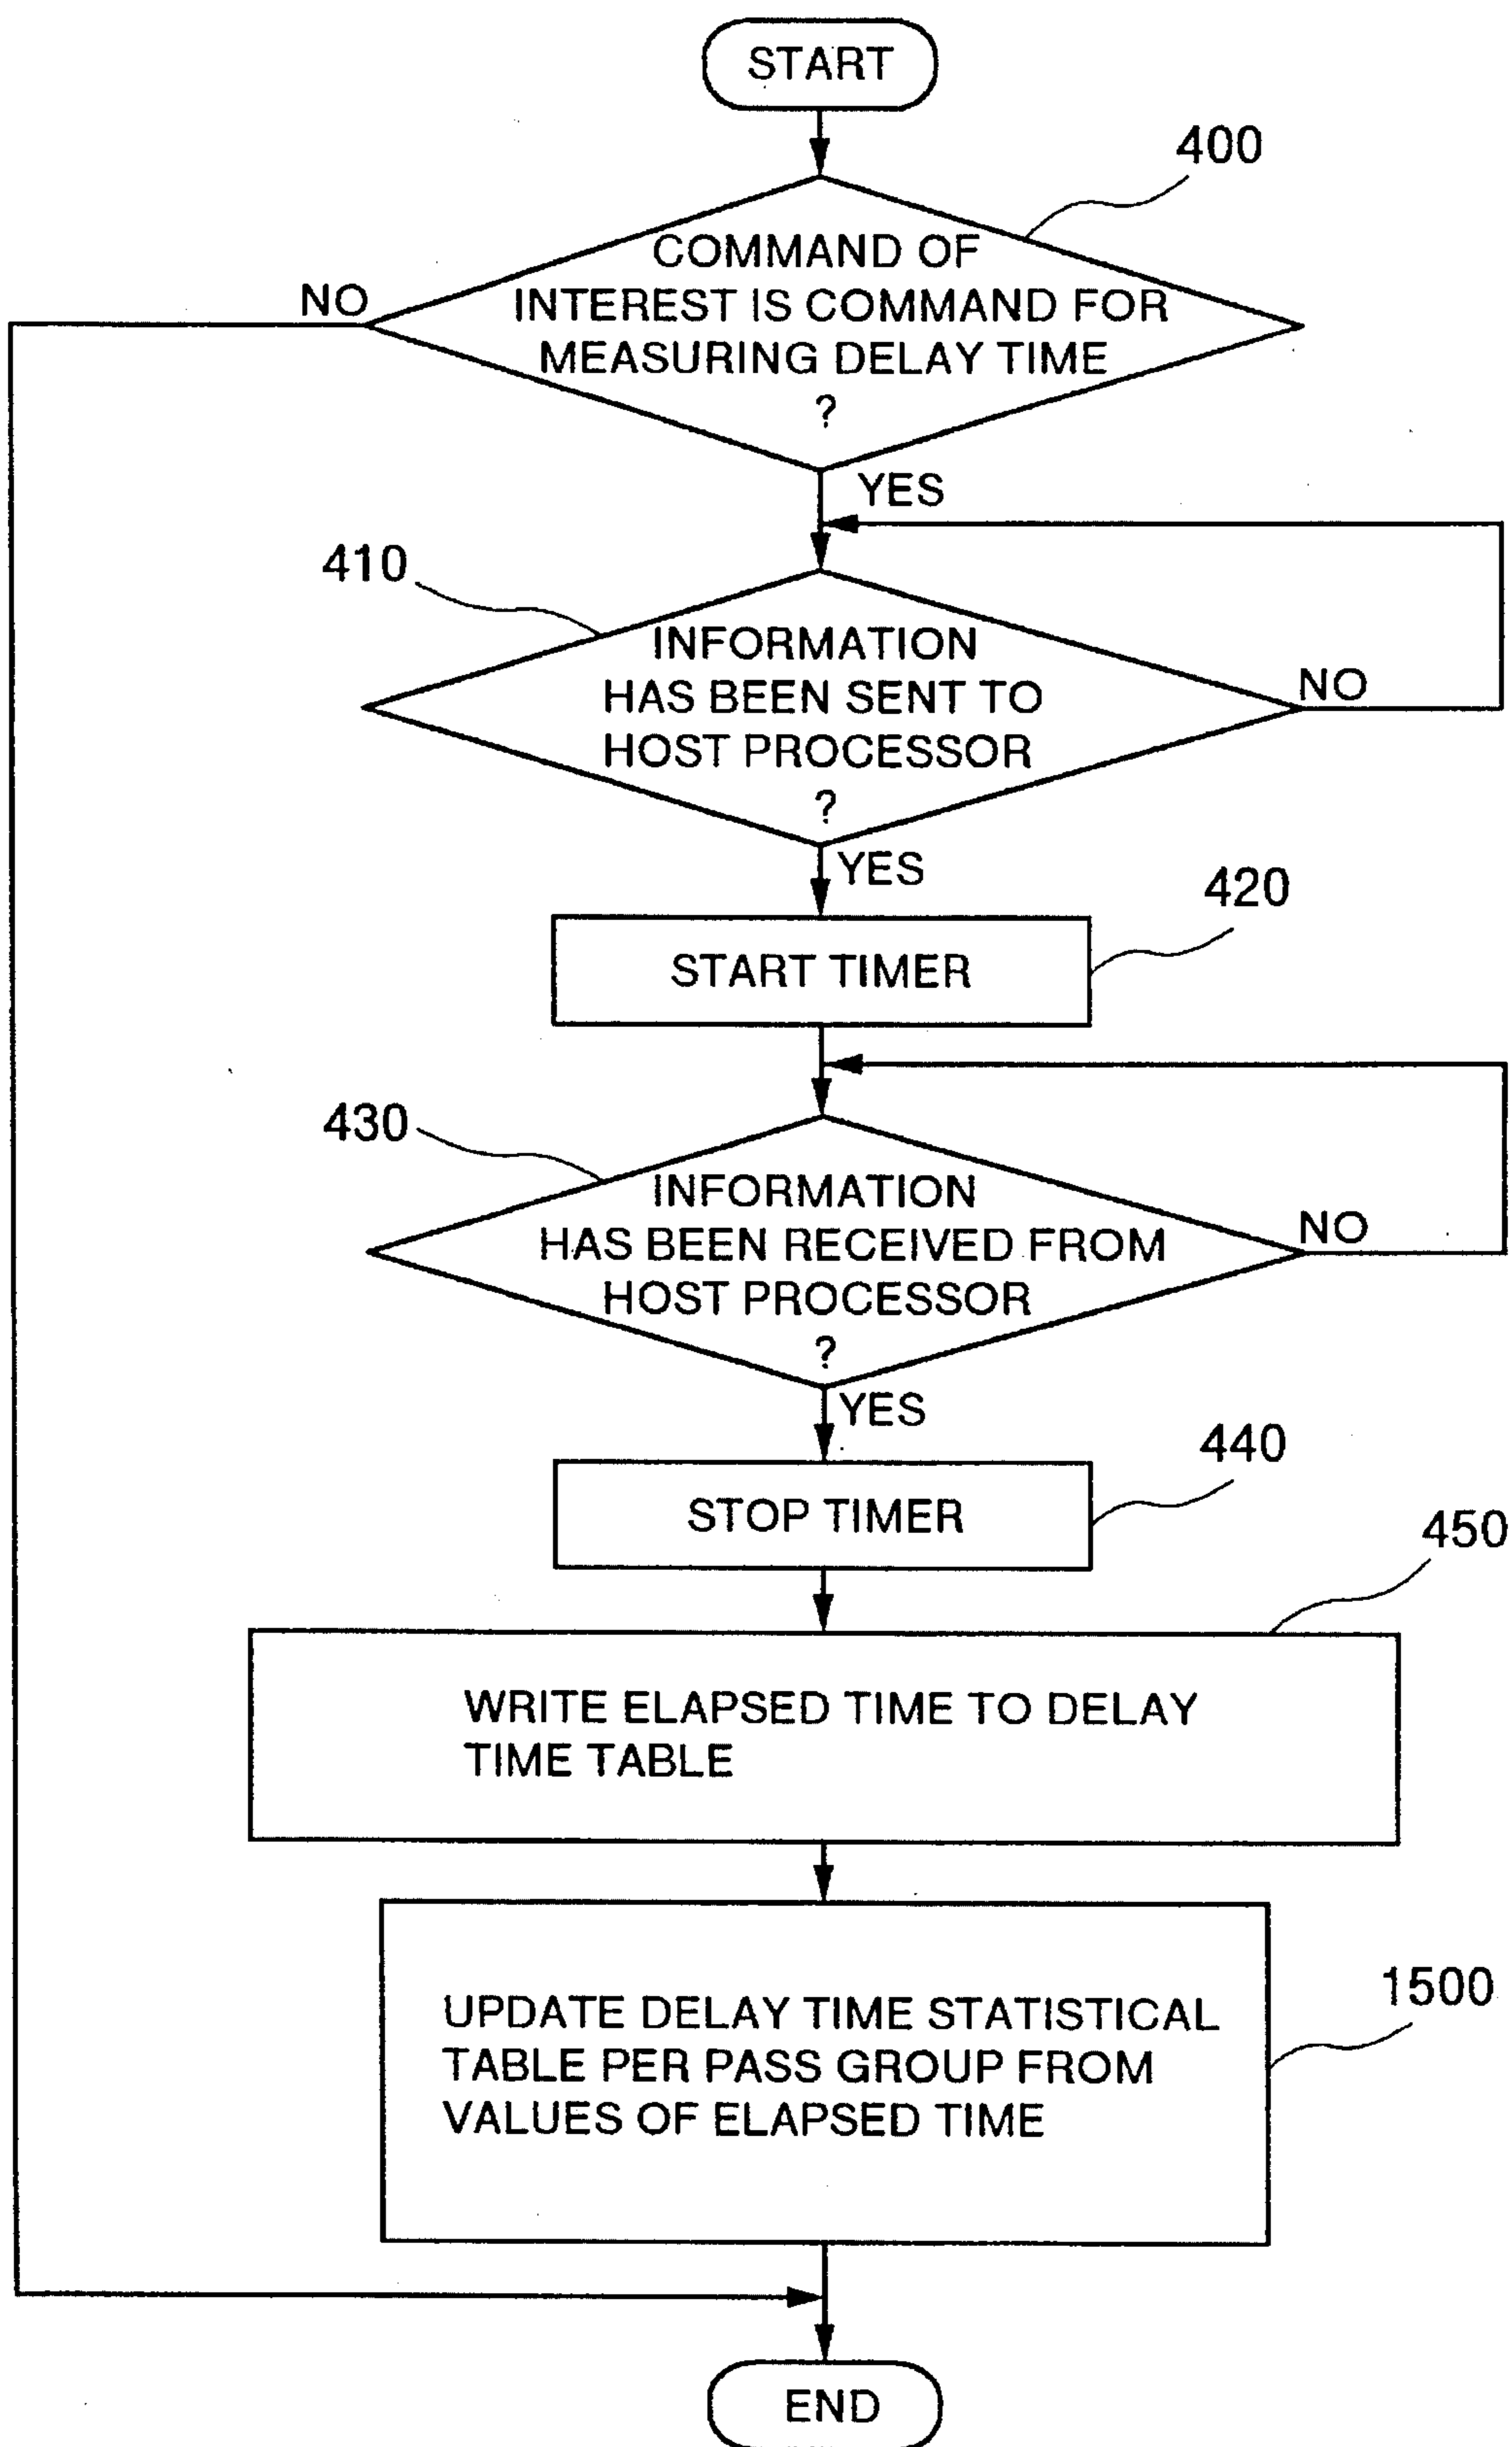 START
400
COMMAND OF
INTEREST IS COMMAND FOR
MEASURING DELAY TIME
?
NO
YES
410
INFORMATION
HAS BEEN SENT TO
HOST PROCESSOR
?
NO
YES
420
START TIMER
430
INFORMATION
HAS BEEN RECEIVED FROM
HOST PROCESSOR
?
NO
YES
440
STOP TIMER
450
WRITE ELAPSED TIME TO DELAY
TIME TABLE
1500
UPDATE DELAY TIME STATISTICAL
TABLE PER PASS GROUP FROM
VALUES OF ELAPSED TIME
END